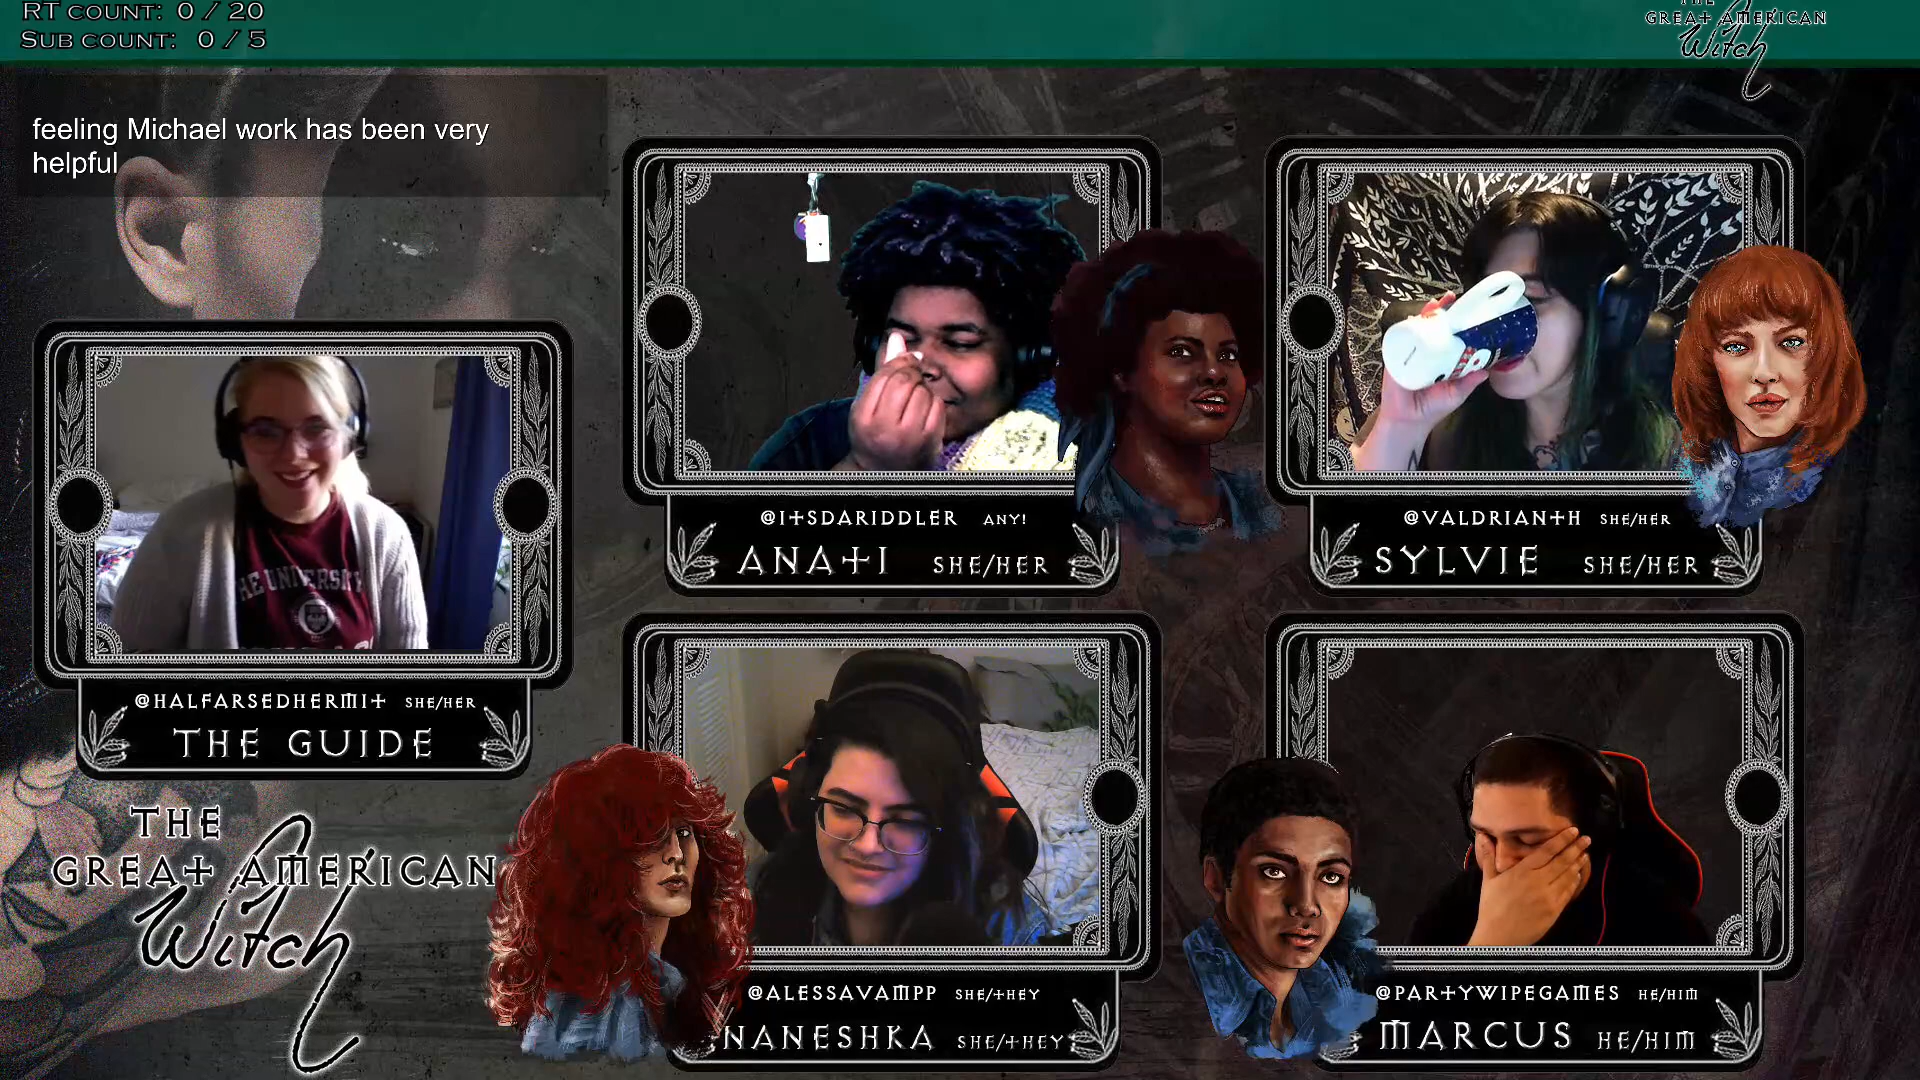 RT COUNT: 0 / 20
SUB COUNT: 0 / 5
THE
GREAT AMERICAN
Witch
feeling Michael work has been very
helpful
@ITSDARIDDLER ANY!
ANATI SHE/HER
@VALDRIANTH SHE/HER
SYLVIE SHE/HER
THE UNIVERSITY
@HALFARSEDHERMIT SHE/HER
THE GUIDE
THE
GREAT AMERICAN
Witch
@ALESSAVAMPP SHE/THEY
NANESHKA SHE/THEY
@PARTYWIPEGAMES HE/HIM
MARCUS HE/HIM